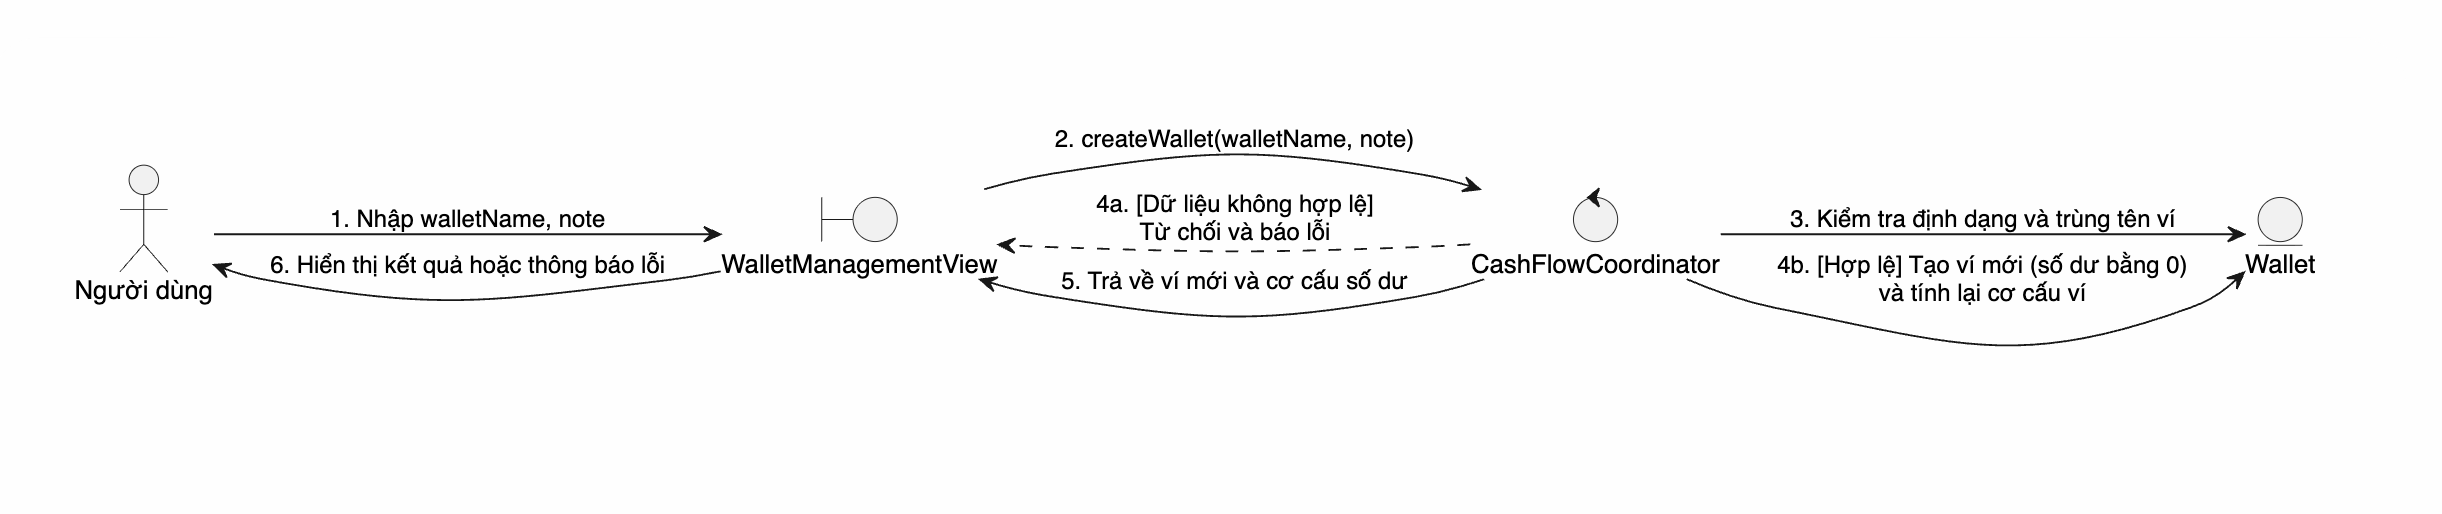 2. createWallet(walletName, note)
4a. [Dữ liệu không hợp lệ]
Từ chối và báo lỗi
1. Nhập walletName, note
3. Kiểm tra định dạng và trùng tên ví
6. Hiển thị kết quả hoặc thông báo lỗi
WalletManagementView
5. Trả về ví mới và cơ cấu số dư
CashFlowCoordinator
4b. [Hợp lệ] Tạo ví mới (số dư bằng 0)
và tính lại cơ cấu ví
Wallet
Người dùng